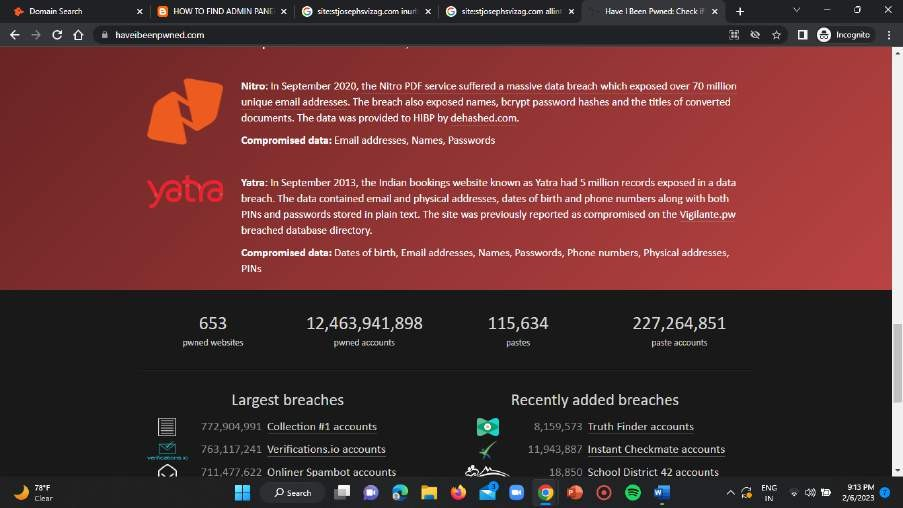 Domain Search
HOW TO FIND ADMIN PANE
site:stjosephsvizag.com inurl
site:stjosephsvizag.com allint
Have I Been Pwned: Check if
haveibeenpwned.com
Incognito
Nitro: In September 2020, the Nitro PDF service suffered a massive data breach which exposed over 70 million
unique email addresses. The breach also exposed names, bcrypt password hashes and the titles of converted
documents. The data was provided to HIBP by dehashed.com.
Compromised data: Email addresses, Names, Passwords
yatra
Yatra: In September 2013, the Indian bookings website known as Yatra had 5 million records exposed in a data
breach. The data contained email and physical addresses, dates of birth and phone numbers along with both
PINs and passwords stored in plain text. The site was previously reported as compromised on the Vigilante.pw
breached database directory.
Compromised data: Dates of birth, Email addresses, Names, Passwords, Phone numbers, Physical addresses,
PINs
653 12,463,941,898 115,634 227,264,851
pwned websites pwned accounts pastes paste accounts
Largest breaches
772,904,991 Collection #1 accounts
verifications.io
763,117,241 Verifications.io accounts
711,477,622 Onliner Spambot accounts
Recently added breaches
8,159,573 Truth Finder accounts
11,943,887 Instant Checkmate accounts
18,850 School District 42 accounts
78°F
Clear
Search
3
ENG
IN
9:13 PM
2/6/2023
7